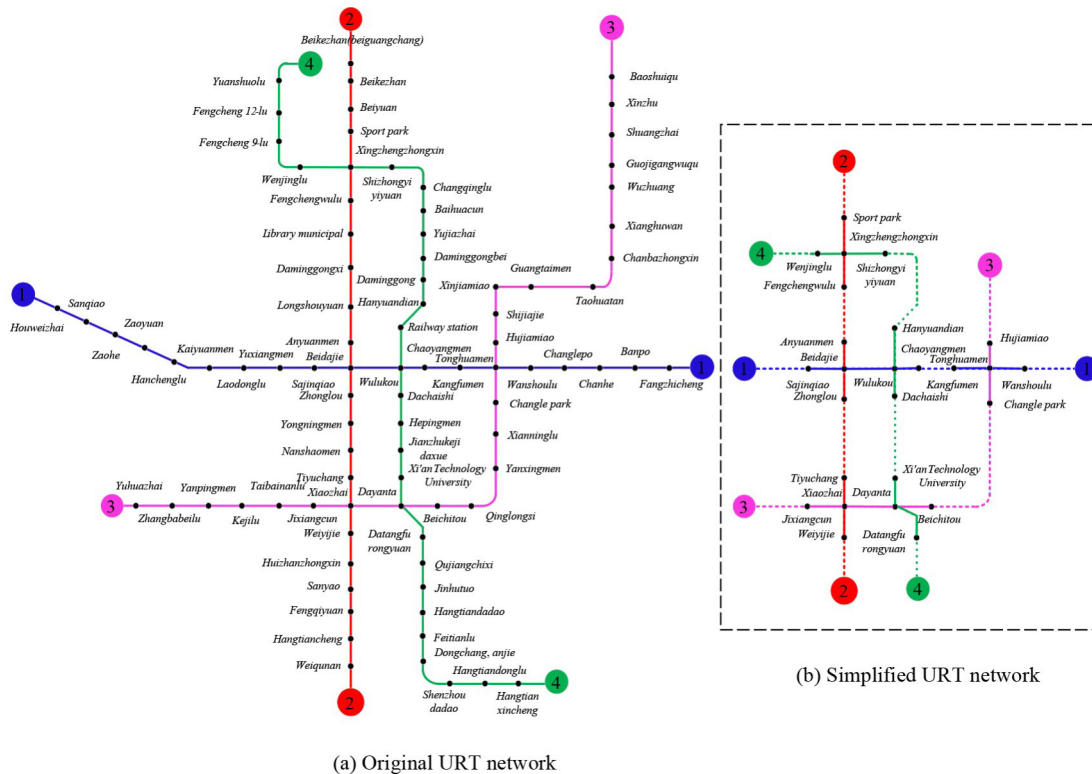 2
3
Beikezhan(beiguangchang)
4
Yuanshuolu
Beikezhan
Baoshuiqu
Beiyuan
Xinzhu
Fengcheng 12-lu
Sport park
Shuangzhai
Fengcheng 9-lu
Xingzhengzhongxin
Guojigangwuqu
Wenjinglu
Shizhongyi
yiyuan
Changqinglu
Wuzhuang
Fengchengwulu
Baihuacun
Library municipal
Yujiazhai
Xianghuwan
Daminggongbei
Chanbazhongxin
Daminggongxi
Daminggong
Guangtaimen
Xinjiamiao
Taohuatan
1
Sanqiao
Longshouyuan
Hanyuandian
Houweizhai
Zaoyuan
Railway station
Shijiajie
Zaohe
Kaiyuanmen
Anyuanmen
Chaoyangmen
Hujiamiao
Hanchenglu
Yuxiangmen
Beidajie
Tonghuamen
Changlepo
Banpo
1
Laodonglu
Sajinqiao
Wulukou
Kangfumen
Wanshoulu
Chanhe
Fangzhicheng
Zhonglou
Dachaishi
Changle park
Yongningmen
Hepingmen
Xianninglu
Nanshaomen
Jianzhukeji
daxue
Yanxingmen
Tiyuchang
Xi'an Technology
University
Yuhuazhai
Yanpingmen
Taibainanlu
Xiaozhai
Dayanta
3
Zhangbabeilu
Kejilu
Jixiangcun
Beichitou
Qinglongsi
Weiyijie
Datangfu
rongyuan
Huizhanzhongxin
Qujiangchixi
Sanyao
Jinhutuo
Fengqiyuan
Hangtiandadao
Hangtiancheng
Feitianlu
Dongchang, anjie
Weiqunan
Hangtiandonglu
4
2
Shenzhou
dadao
Hangtian
xincheng
(a) Original URT network
2
Sport park
Xingzhengzhongxin
4
3
Wenjinglu
Shizhongyi
yiyuan
Fengchengwulu
Hanyuandian
Anyuanmen
Chaoyangmen
Hujiamiao
Beidajie
Tonghuamen
1
1
Sajinqiao
Wulukou
Kangfumen
Wanshoulu
Zhonglou
Dachaishi
Changle park
Tiyuchang
Xi'an Technology
University
Xiaozhai
Dayanta
3
Jixiangcun
Beichitou
Weiyijie
Datangfu
rongyuan
2
4
(b) Simplified URT network